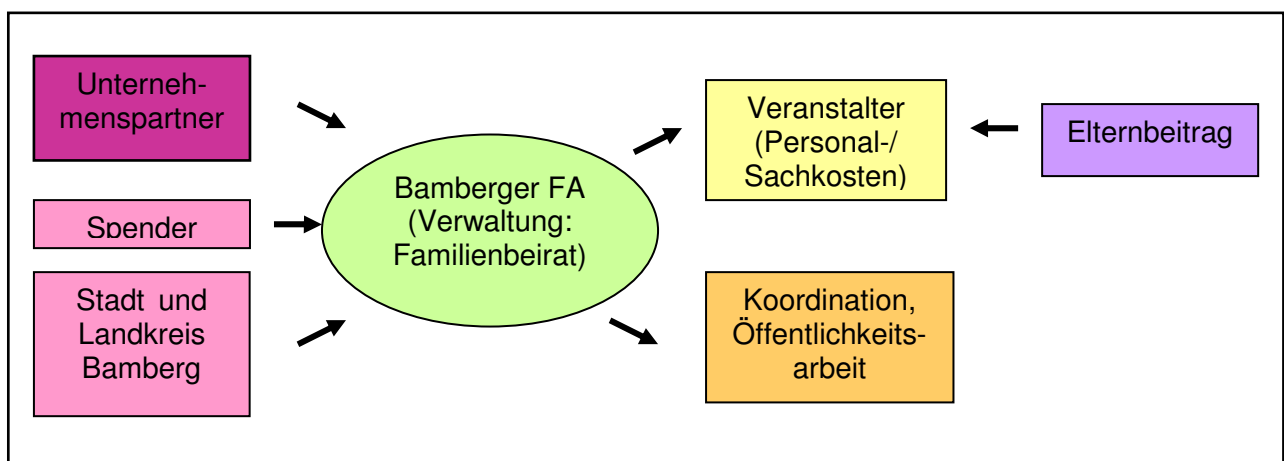 Unterneh-
menspartner
Spender
Stadt und
Landkreis
Bamberg
Bamberger FA
(Verwaltung:
Familienbeirat)
Veranstalter
(Personal-/
Sachkosten)
Koordination,
Öffentlichkeits-
arbeit
Elternbeitrag